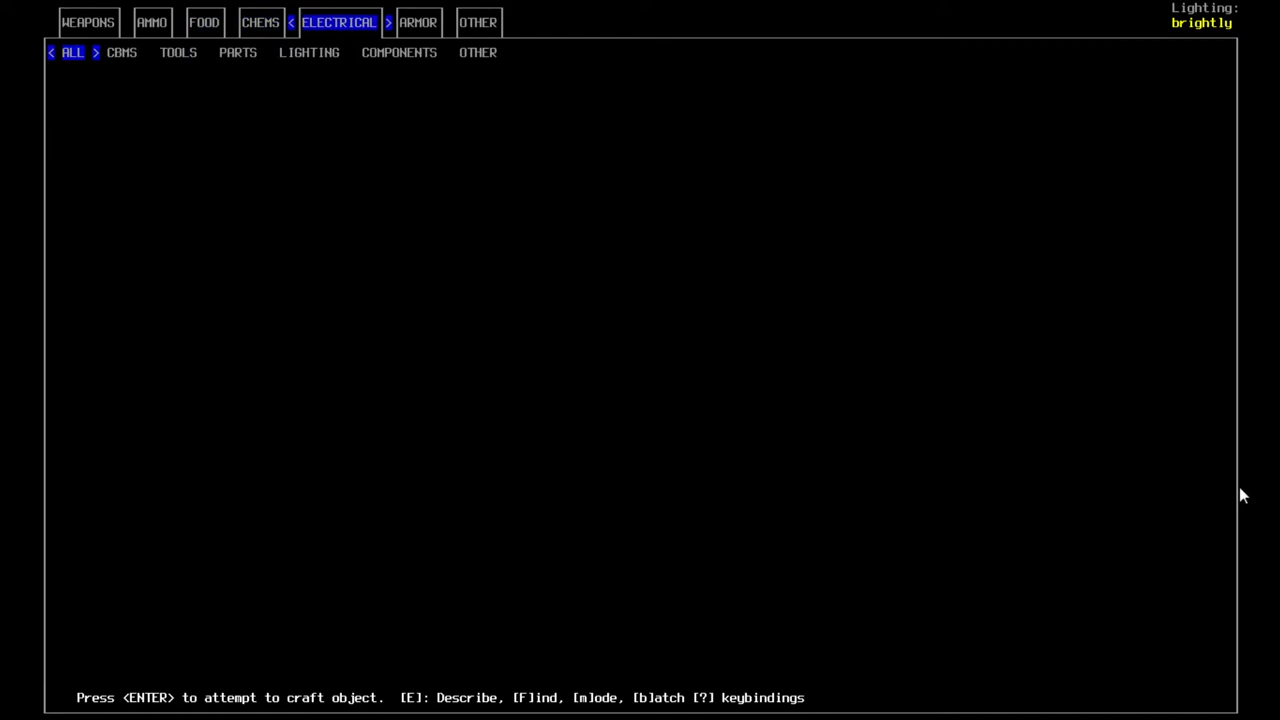 Lighting:
WEAPONS AMMO FOOD CHEMS < ELECTRICAL > ARMOR OTHER brightly
< ALL > CBMS TOOLS PARTS LIGHTING COMPONENTS OTHER
Press <ENTER> to attempt to craft object. [E]: Describe, [F]ind, [m]ode, [b]atch [?] keybindings